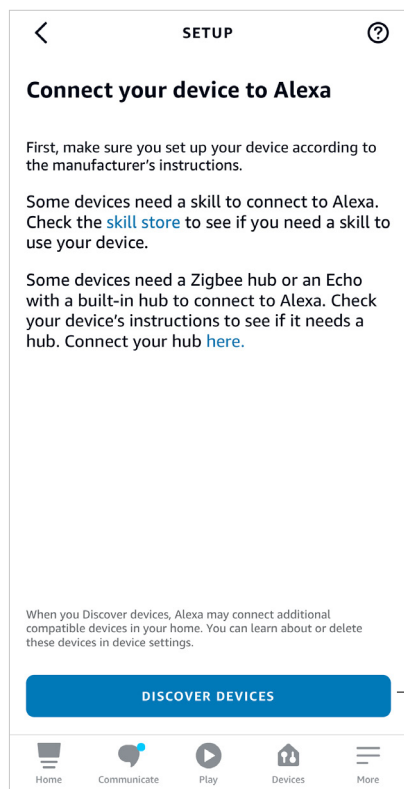 SETUP
Connect your device to Alexa
First, make sure you set up your device according to
the manufacturer's instructions.
Some devices need a skill to connect to Alexa.
Check the skill store to see if you need a skill to
use your device.
Some devices need a Zigbee hub or an Echo
with a built-in hub to connect to Alexa. Check
your device's instructions to see if it needs a
hub. Connect your hub here.
When you Discover devices, Alexa may connect additional
compatible devices in your home. You can learn about or delete
these devices in device settings.
DISCOVER DEVICES
Home Communicate Play Devices More